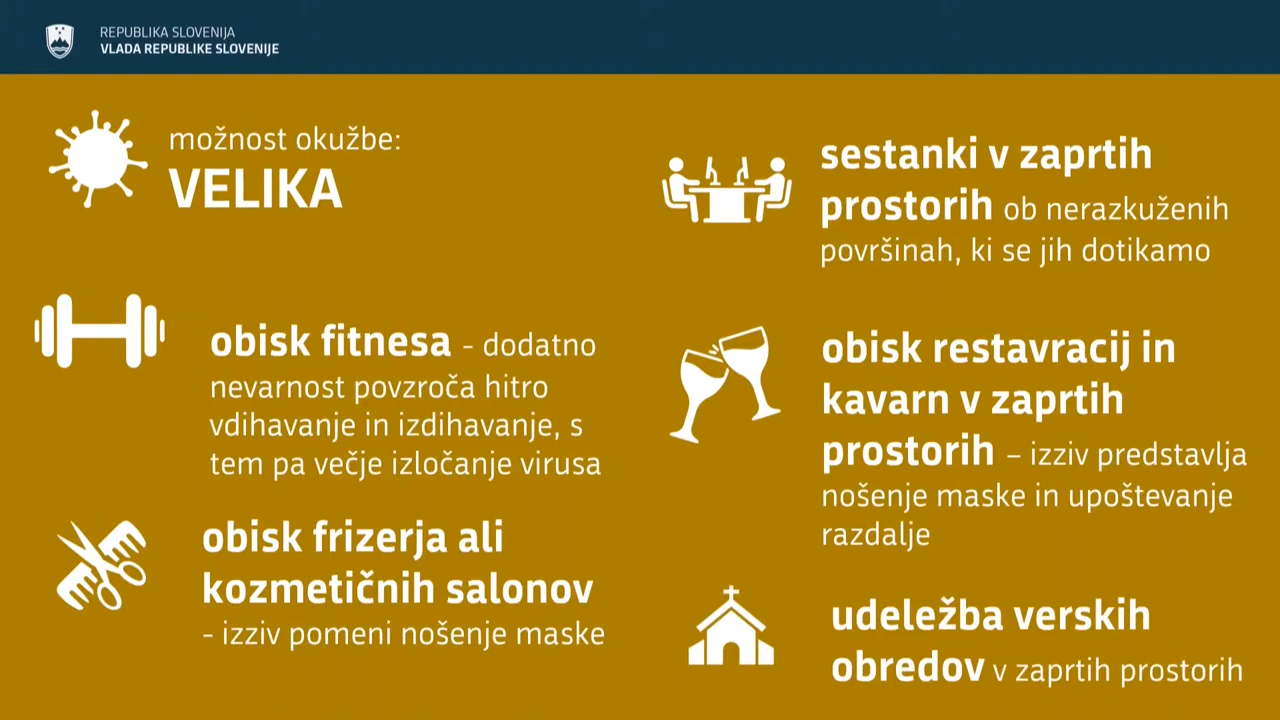 REPUBLIKA SLOVENIJA
VLADA REPUBLIKE SLOVENIJE
možnost okužbe:
VELIKA
obisk fitnesa - dodatno
nevarnost povzroča hitro
vdihavanje in izdihavanje, s
tem pa večje izločanje virusa
obisk frizerja ali
kozmetičnih salonov
- izziv pomeni nošenje maske
sestanki v zaprtih
prostorih ob nerazkuženih
površinah, ki se jih dotikamo
obisk restavracij in
kavarn v zaprtih
prostorih – izziv predstavlja
nošenje maske in upoštevanje
razdalje
udeležba verskih
obredov v zaprtih prostorih